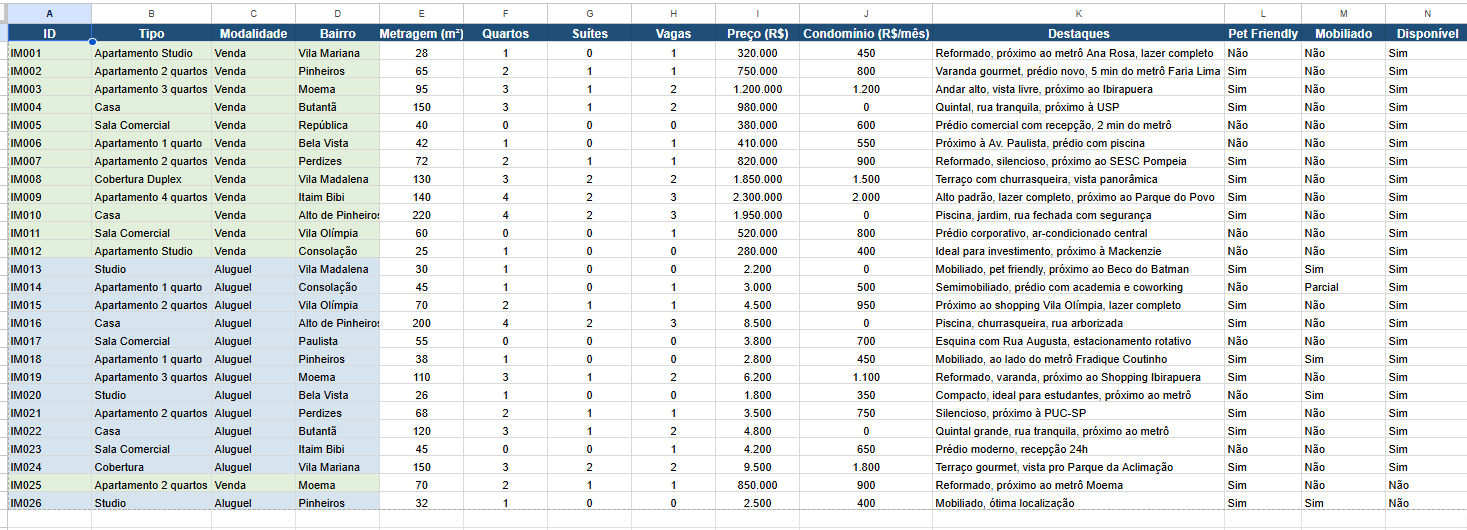 A B C D E F G H I J K L M N
ID Tipo Modalidade Bairro Metragem (m²) Quartos Suítes Vagas Preço (R$) Condomínio (R$/mês) Destaques Pet Friendly Mobiliado Disponível
IM001 Apartamento Studio Venda Vila Mariana 28 1 0 1 320.000 450 Reformado, próximo ao metrô Ana Rosa, lazer completo Não Não Sim
IM002 Apartamento 2 quartos Venda Pinheiros 65 2 1 1 750.000 800 Varanda gourmet, prédio novo, 5 min do metrô Faria Lima Sim Não Sim
IM003 Apartamento 3 quartos Venda Moema 95 3 1 2 1.200.000 1.200 Andar alto, vista livre, próximo ao Ibirapuera Sim Não Sim
IM004 Casa Venda Butantã 150 3 1 2 980.000 0 Quintal, rua tranquila, próximo à USP Sim Não Sim
IM005 Sala Comercial Venda República 40 0 0 0 380.000 600 Prédio comercial com recepção, 2 min do metrô Não Não Sim
IM006 Apartamento 1 quarto Venda Bela Vista 42 1 0 1 410.000 550 Próximo à Av. Paulista, prédio com piscina Não Não Sim
IM007 Apartamento 2 quartos Venda Perdizes 72 2 1 1 820.000 900 Reformado, silencioso, próximo ao SESC Pompeia Sim Não Sim
IM008 Cobertura Duplex Venda Vila Madalena 130 3 2 2 1.850.000 1.500 Terraço com churrasqueira, vista panorâmica Sim Não Sim
IM009 Apartamento 4 quartos Venda Itaim Bibi 140 4 2 3 2.300.000 2.000 Alto padrão, lazer completo, próximo ao Parque do Povo Sim Não Sim
IM010 Casa Venda Alto de Pinheiros 220 4 2 3 1.950.000 0 Piscina, jardim, rua fechada com segurança Sim Não Sim
IM011 Sala Comercial Venda Vila Olímpia 60 0 0 1 520.000 800 Prédio corporativo, ar-condicionado central Não Não Sim
IM012 Apartamento Studio Venda Consolação 25 1 0 0 280.000 400 Ideal para investimento, próximo à Mackenzie Não Não Sim
IM013 Studio Aluguel Vila Madalena 30 1 0 0 2.200 0 Mobiliado, pet friendly, próximo ao Beco do Batman Sim Sim Sim
IM014 Apartamento 1 quarto Aluguel Consolação 45 1 0 0 3.000 500 Semimobiliado, prédio com academia e coworking Não Parcial Sim
IM015 Apartamento 2 quartos Aluguel Vila Olímpia 70 2 1 1 4.500 950 Próximo ao shopping Vila Olímpia, lazer completo Sim Não Sim
IM016 Casa Aluguel Alto de Pinheiros 200 4 2 3 8.500 0 Piscina, churrasqueira, rua arborizada Sim Não Sim
IM017 Sala Comercial Aluguel Paulista 55 0 0 0 3.800 700 Esquina com Rua Augusta, estacionamento rotativo Não Não Sim
IM018 Apartamento 1 quarto Aluguel Pinheiros 38 1 0 0 2.800 450 Mobiliado, ao lado do metrô Fradique Coutinho Sim Sim Sim
IM019 Apartamento 3 quartos Aluguel Moema 110 3 1 2 6.200 1.100 Reformado, varanda, próximo ao Shopping Ibirapuera Sim Não Sim
IM020 Studio Aluguel Bela Vista 26 1 0 0 1.800 350 Compacto, ideal para estudantes, próximo ao metrô Não Sim Sim
IM021 Apartamento 2 quartos Aluguel Perdizes 68 2 1 1 3.500 750 Silencioso, próximo à PUC-SP Sim Não Sim
IM022 Casa Aluguel Butantã 120 3 1 2 4.800 0 Quintal grande, rua tranquila, próximo ao metrô Sim Não Sim
IM023 Sala Comercial Aluguel Itaim Bibi 45 0 0 1 4.200 650 Prédio moderno, recepção 24h Não Não Sim
IM024 Cobertura Aluguel Vila Mariana 150 3 2 2 9.500 1.800 Terraço gourmet, vista pro Parque da Aclimação Sim Não Sim
IM025 Apartamento 2 quartos Venda Moema 70 2 1 1 850.000 900 Reformado, próximo ao metrô Moema Sim Não Não
IM026 Studio Aluguel Pinheiros 32 1 0 0 2.500 400 Mobiliado, ótima localização Sim Sim Não